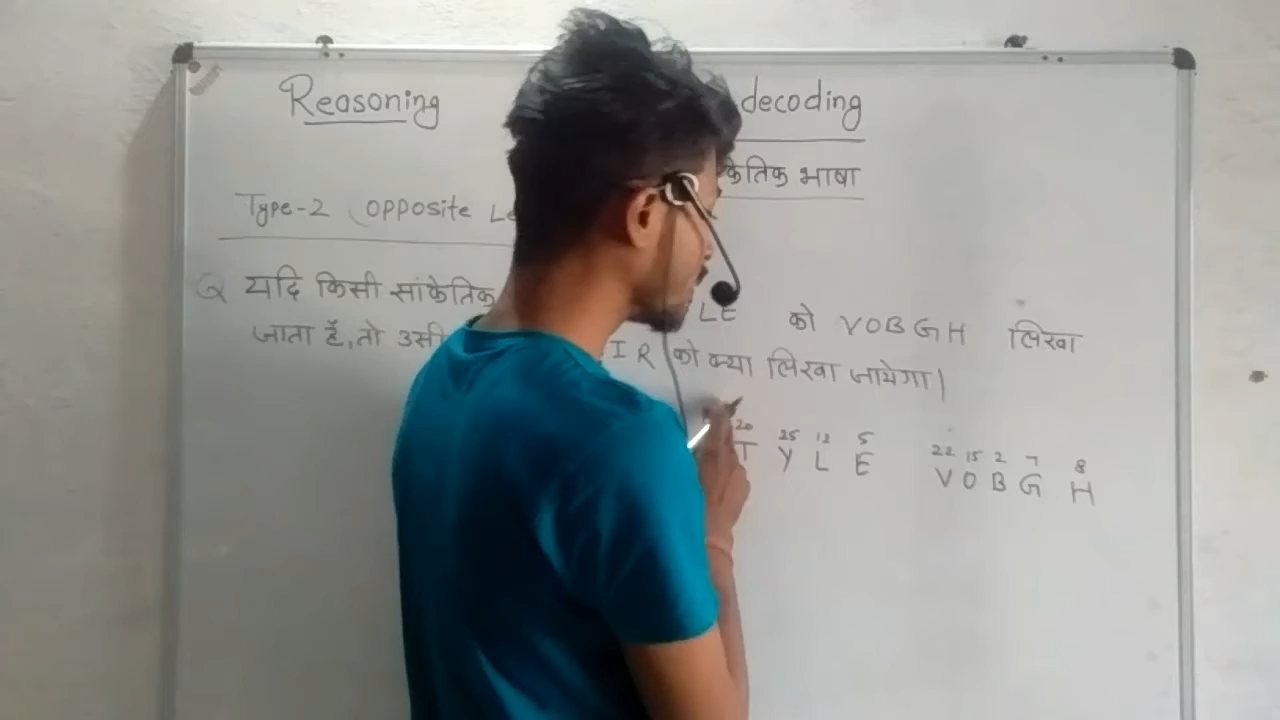 Reasoning decoding
केतिक भाषा
Type-2 (Opposite Le
Q यदि किसी सांकेतिक LE को VOBGH लिखा
जाता हैं, तो उसी IR को क्या लिखा जायेगा|
20 25 12 5 22 15 2 7 8
T Y L E V O B G H